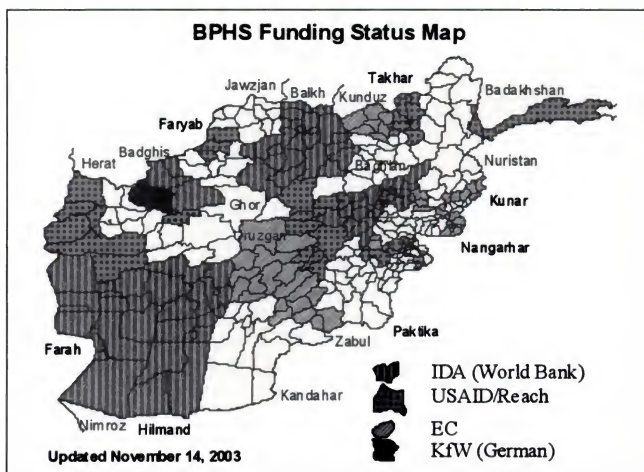 BPHS Funding Status Map
Takhar
Jawzjan
Balkh
Kunduz
Badakhshan
Faryab
Badghis
Herat
Baghlan
Nuristan
Kunar
Ghor
Uruzgan
Nangarhar
Paktika
Farah
Zabul
Kandahar
Nimroz
Hilmand
IDA (World Bank)
USAID/Reach
EC
KfW (German)
Updated November 14, 2003